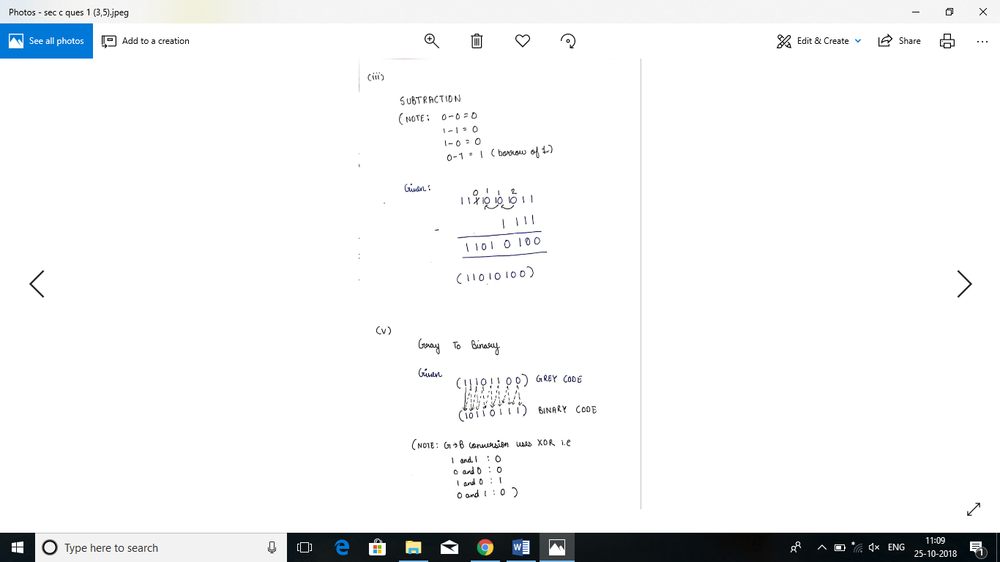 Photos - sec c ques 1 (3,5).jpeg
See all photos
Add to a creation
Edit & Create
Share
(iii)
SUBTRACTION
(NOTE: 0-0=0
1-1=0
1-0=0
0-1=1 (borrow of 1)
Given:
0 1 1 2
1 1 1 10 10 10 1 1
- 1 111
1101 0 100
(11010100)
(v)
Gray To Binary
Given
(11101100) GREY CODE
(10110111) BINARY CODE
(NOTE: G→B conversion uses XOR i.e
1 and 1 : 0
0 and 0 : 0
1 and 0 : 1
0 and 1 : 0 )
Type here to search
ENG
11:09
25-10-2018
1